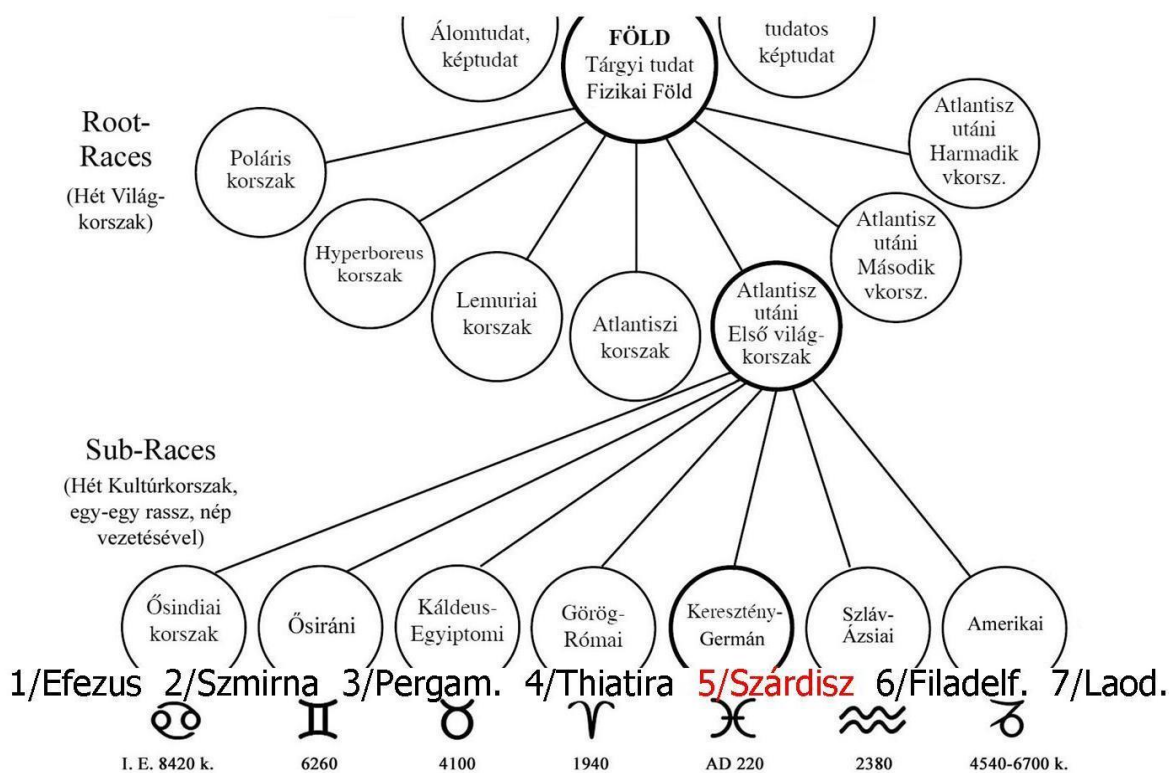 Álomtudat,
képtudat
FÖLD
Tárgyi tudat
Fizikai Föld
tudatos
képtudat
Root-
Races
(Hét Világ-
korszak)
Poláris
korszak
Hyperboreus
korszak
Lemuriai
korszak
Atlantiszi
korszak
Atlantisz
utáni
Első világ-
korszak
Atlantisz
utáni
Második
vkorsz.
Atlantisz
utáni
Harmadik
vkorsz.
Sub-Races
(Hét Kultúrkorszak,
egy-egy rassz, nép
vezetésével)
Ősindiai
korszak
Ősiráni
Káldeus-
Egyiptomi
Görög-
Római
Keresztény-
Germán
Szláv-
Ázsiai
Amerikai
1/Efezus 2/Szmirna 3/Pergam. 4/Thiatira 5/Szárdisz 6/Filadelf. 7/Laod.
♋ ♊ ♉ ♈ ♓ ♒ ♑
I. E. 8420 k. 6260 4100 1940 AD 220 2380 4540-6700 k.